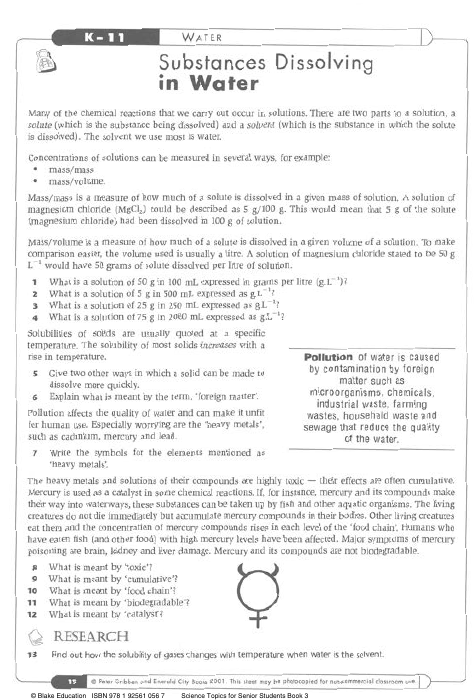 K-11
WATER
Substances Dissolving
in Water
Many of the chemical reactions that we carry out occur in solutions. There are two parts to a solution, a
solute (which is the substance being dissolved) and a solvent (which is the substance in which the solute
is dissolved). The solvent we use most is water.
Concentrations of solutions can be measured in several ways, for example:
• mass/mass
• mass/volume.
Mass/mass is a measure of how much of a solute is dissolved in a given mass of solution. A solution of
magnesium chloride (MgCl₂) could be described as 5 g/100 g. This would mean that 5 g of the solute
(magnesium chloride) had been dissolved in 100 g of solution.
Mass/volume is a measure of how much of a solute is dissolved in a given volume of a solution. To make
comparison easier, the volume used is usually a litre. A solution of magnesium chloride stated to be 50 g
L⁻¹ would have 50 grams of solute dissolved per litre of solution.
1 What is a solution of 50 g in 100 mL expressed in grams per litre (g.L⁻¹)?
2 What is a solution of 5 g in 500 mL expressed as g.L⁻¹?
3 What is a solution of 25 g in 250 mL expressed as g.L⁻¹?
4 What is a solution of 75 g in 2000 mL expressed as g.L⁻¹?
Solubilities of solids are usually quoted at a specific
temperature. The solubility of most solids increases with a
rise in temperature.
5 Give two other ways in which a solid can be made to
dissolve more quickly.
6 Explain what is meant by the term, 'foreign matter'.
Pollution affects the quality of water and can make it unfit
for human use. Especially worrying are the 'heavy metals',
such as cadmium, mercury and lead.
7 Write the symbols for the elements mentioned as
'heavy metals'.
Pollution of water is caused
by contamination by foreign
matter such as
microorganisms, chemicals,
industrial waste, farming
wastes, household waste and
sewage that reduce the quality
of the water.
The heavy metals and solutions of their compounds are highly toxic — their effects are often cumulative.
Mercury is used as a catalyst in some chemical reactions. If, for instance, mercury and its compounds make
their way into waterways, these substances can be taken up by fish and other aquatic organisms. The living
creatures do not die immediately but accumulate mercury compounds in their bodies. Other living creatures
eat them and the concentration of mercury compounds rises in each level of the 'food chain'. Humans who
have eaten fish (and other food) with high mercury levels have been affected. Major symptoms of mercury
poisoning are brain, kidney and liver damage. Mercury and its compounds are not biodegradable.
8 What is meant by 'toxic'?
9 What is meant by 'cumulative'?
10 What is meant by 'food chain'?
11 What is meant by 'biodegradable'?
12 What is meant by 'catalyst'?
RESEARCH
13 Find out how the solubility of gases changes with temperature when water is the solvent.
© Peter Gribben and Emerald City Books 2001. This sheet may be photocopied for non-commercial classroom use.
© Blake Education ISBN 978 1 92561 056 7 Science Topics for Senior Students Book 3